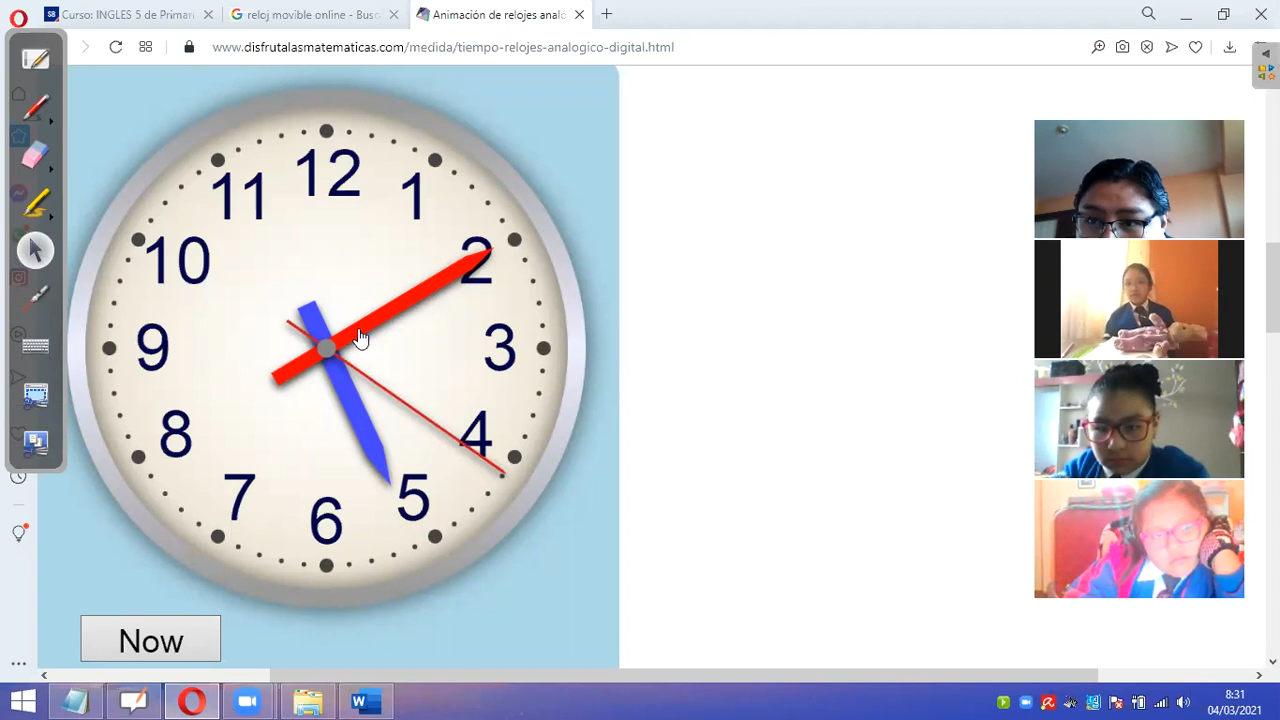 Curso: INGLES 5 de Primari
reloj movible online - Busc
Animación de relojes analó
www.disfrutalasmatematicas.com/medida/tiempo-relojes-analogico-digital.html
12
11
1
10
2
9
3
8
4
7
5
6
Now
8:31
04/03/2021